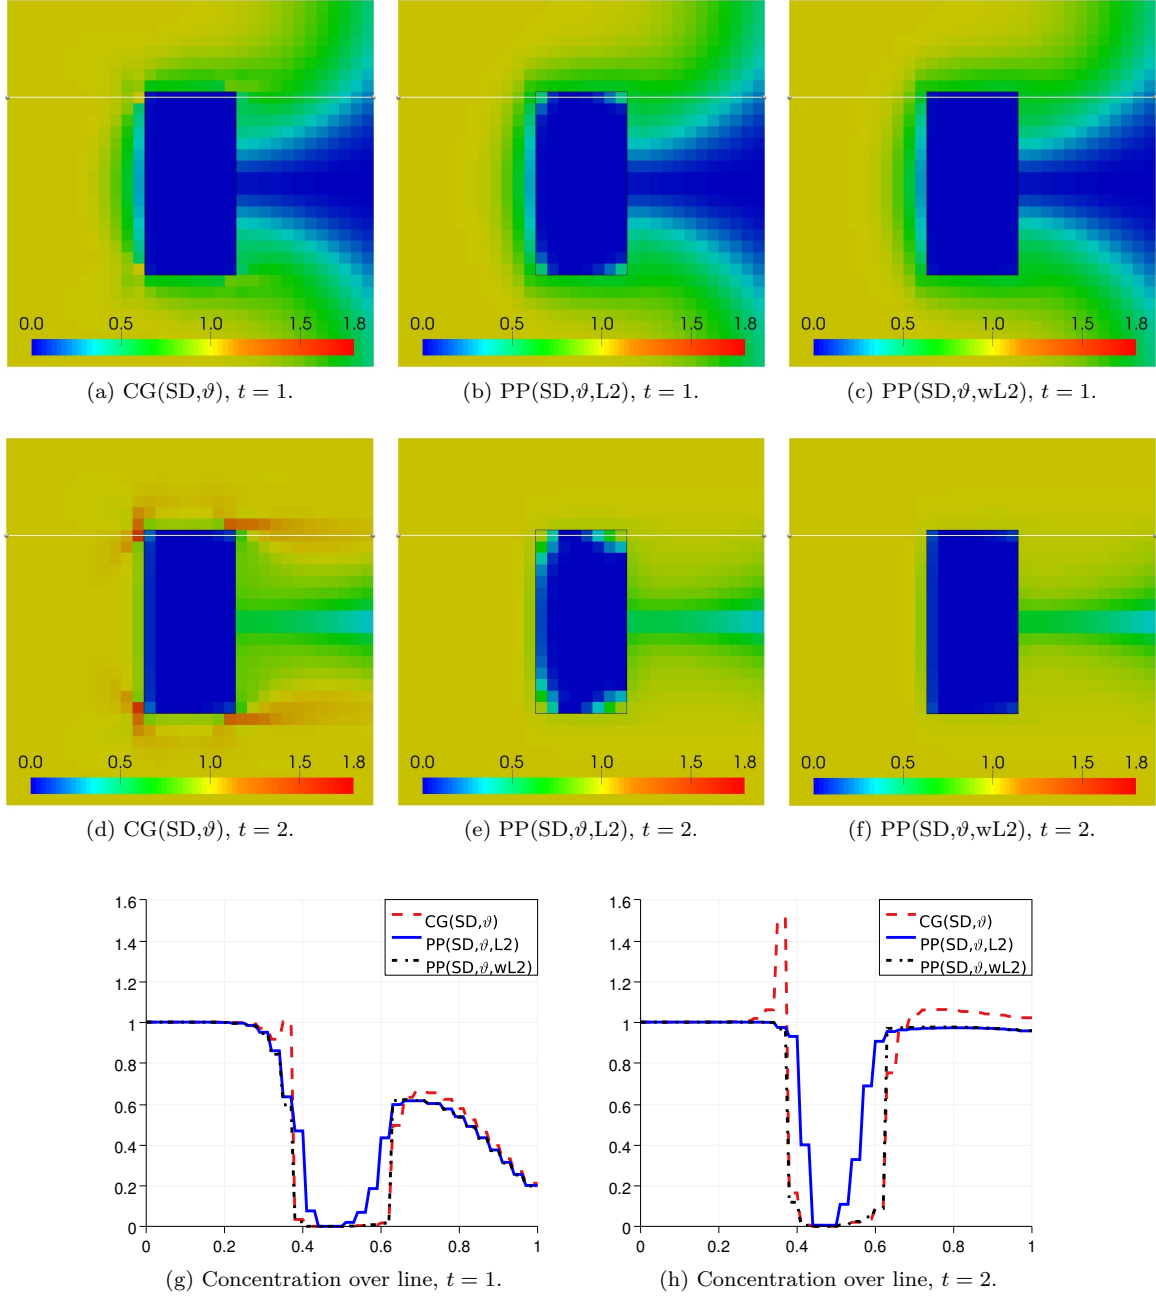 0.0 0.5 1.0 1.5 1.8
0.0 0.5 1.0 1.5 1.8
0.0 0.5 1.0 1.5 1.8
(a) CG(SD,ϑ), t = 1.
(b) PP(SD,ϑ,L2), t = 1.
(c) PP(SD,ϑ,wL2), t = 1.
0.0 0.5 1.0 1.5 1.8
0.0 0.5 1.0 1.5 1.8
0.0 0.5 1.0 1.5 1.8
(d) CG(SD,ϑ), t = 2.
(e) PP(SD,ϑ,L2), t = 2.
(f) PP(SD,ϑ,wL2), t = 2.
1.6
1.4
1.2
1
0.8
0.6
0.4
0.2
0
0 0.2 0.4 0.6 0.8 1
CG(SD,ϑ)
PP(SD,ϑ,L2)
PP(SD,ϑ,wL2)
(g) Concentration over line, t = 1.
1.6
1.4
1.2
1
0.8
0.6
0.4
0.2
0
0 0.2 0.4 0.6 0.8 1
CG(SD,ϑ)
PP(SD,ϑ,L2)
PP(SD,ϑ,wL2)
(h) Concentration over line, t = 2.